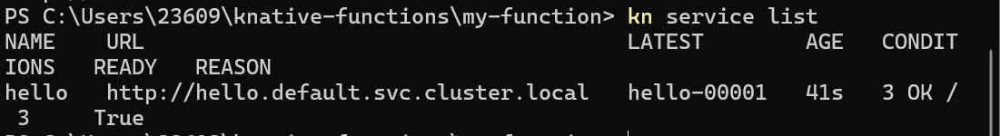 PS C:\Users\23609\knative-functions\my-function> kn service list
NAME    URL                                      LATEST        AGE   CONDIT
IONS   READY   REASON
hello   http://hello.default.svc.cluster.local   hello-00001   41s   3 OK /
 3     True